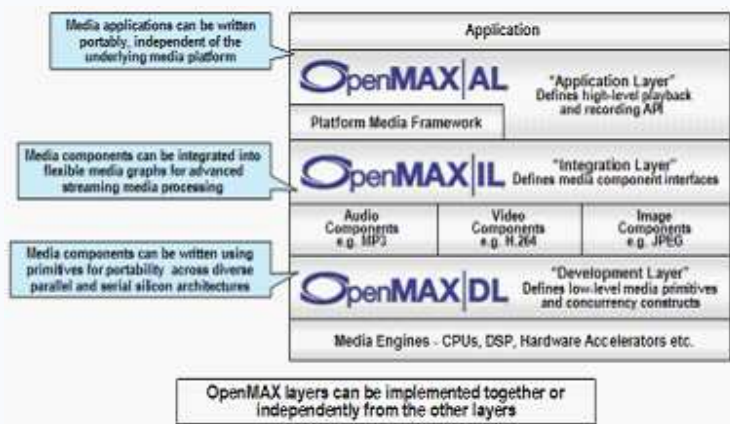 Media applications can be written
portably, independent of the
underlying media platform
Application
OpenMAX|AL
"Application Layer"
Defines high-level playback
and recording API
Platform Media Framework
Media components can be integrated into
flexible media graphs for advanced
streaming media processing
OpenMAX|IL
"Integration Layer"
Defines media component interfaces
Audio
Components
e.g. MP3
Video
Components
e.g. H.264
Image
Components
e.g. JPEG
Media components can be written using
primitives for portability across diverse
parallel and serial silicon architectures
OpenMAX|DL
"Development Layer"
Defines low-level media primitives
and concurrency constructs
Media Engines - CPUs, DSP, Hardware Accelerators etc.
OpenMAX layers can be implemented together or
independently from the other layers